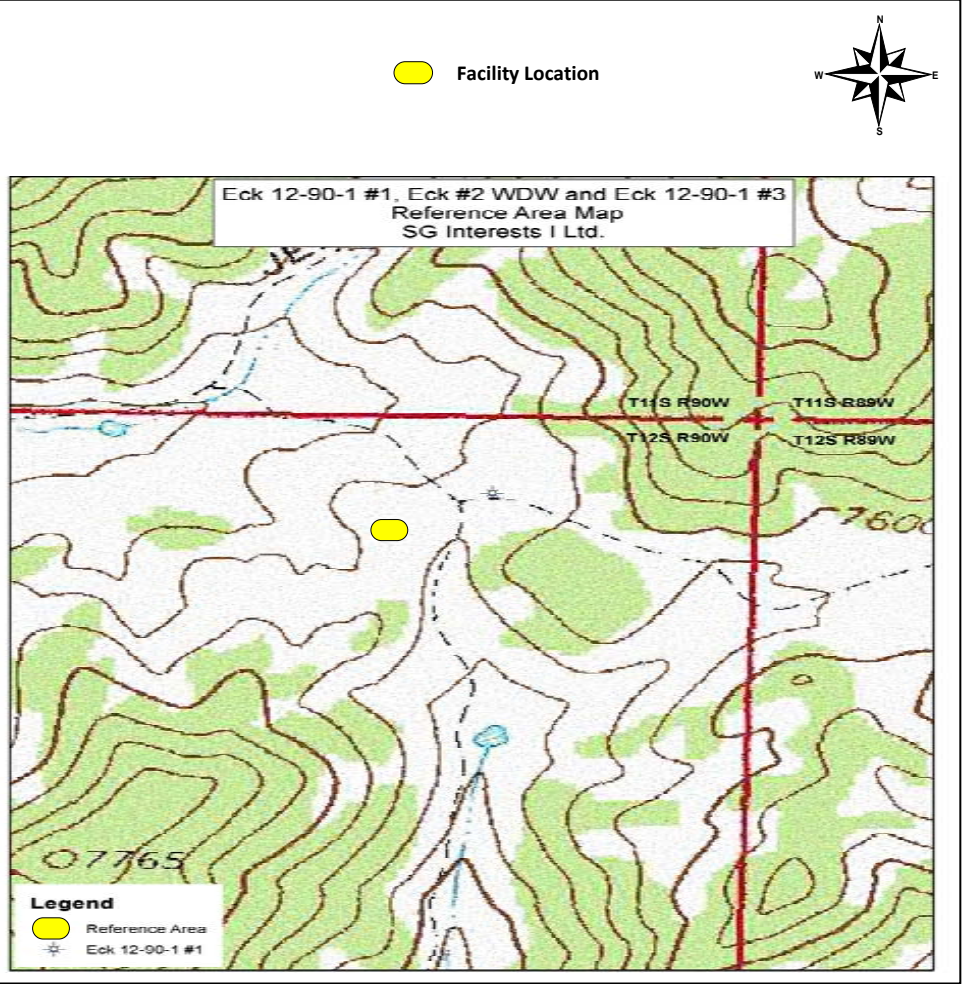 N
Facility Location
W
E
S
Eck 12-90-1 #1, Eck #2 WDW and Eck 12-90-1 #3
Reference Area Map
SG Interests I Ltd.
T11S R90W
T11S R89W
T12S R90W
T12S R89W
7765
Legend
Reference Area
Eck 12-90-1 #1